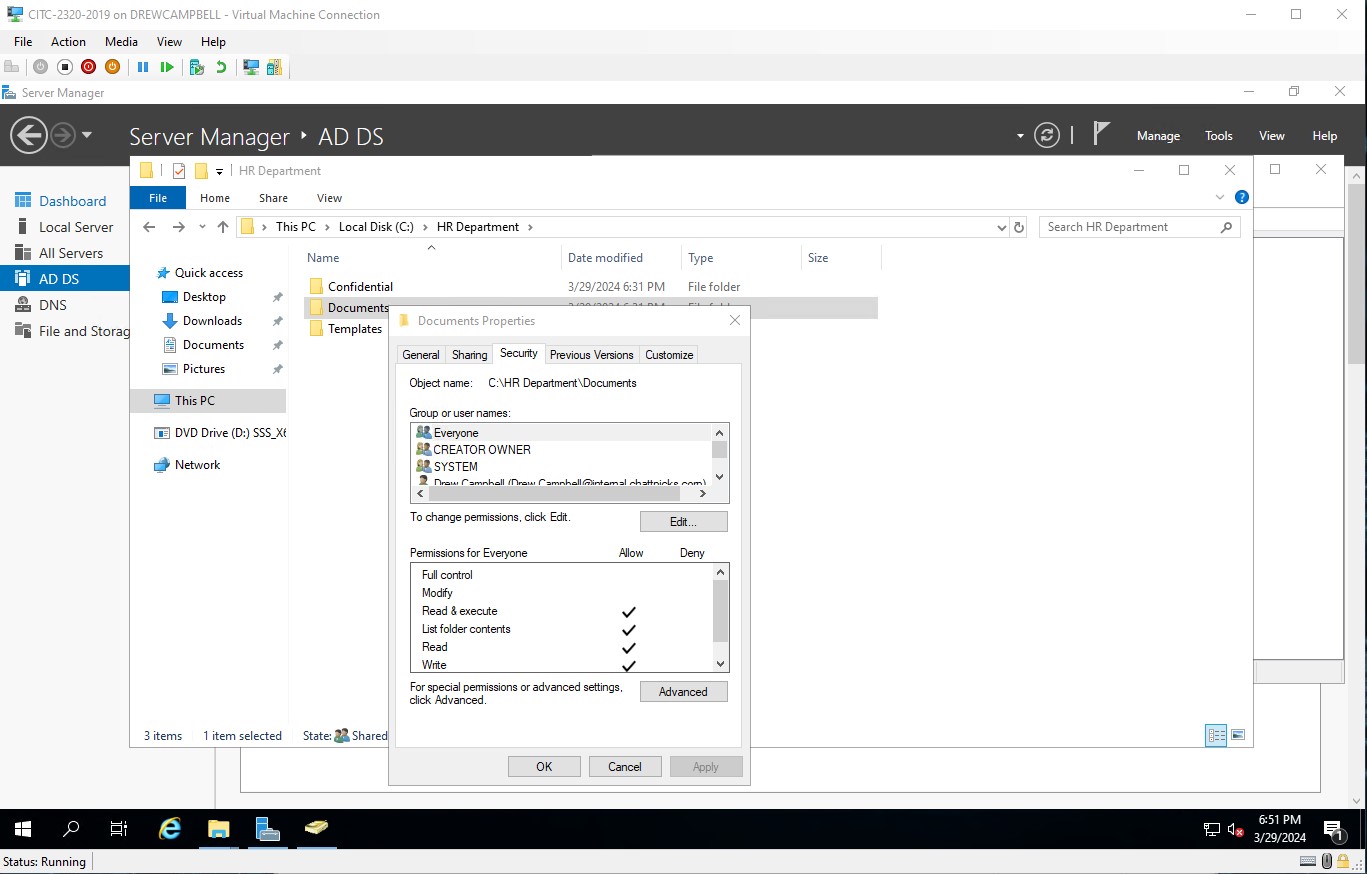 CITC-2320-2019 on DREWCAMPBELL - Virtual Machine Connection
File Action Media View Help
Server Manager
Server Manager AD DS
Manage Tools View Help
HR Department
File Home Share View
This PC Local Disk (C:) HR Department
Search HR Department
Dashboard
Local Server
All Servers
AD DS
DNS
File and Storag
Quick access
Desktop
Downloads
Documents
Pictures
This PC
DVD Drive (D:) SSS_X6
Network
Name Date modified Type Size
Confidential 3/29/2024 6:31 PM File folder
Documents 3/29/2024 6:31 PM File folder
Templates
Documents Properties
General Sharing Security Previous Versions Customize
Object name: C:\HR Department\Documents
Group or user names:
Everyone
CREATOR OWNER
SYSTEM
Drew Campbell (Drew.Campbell@internal.chattnicks.com)
To change permissions, click Edit.
Edit...
Permissions for Everyone Allow Deny
Full control
Modify
Read & execute
List folder contents
Read
Write
For special permissions or advanced settings,
click Advanced.
Advanced
OK Cancel Apply
3 items 1 item selected State: Shared
6:51 PM
3/29/2024
1
Status: Running